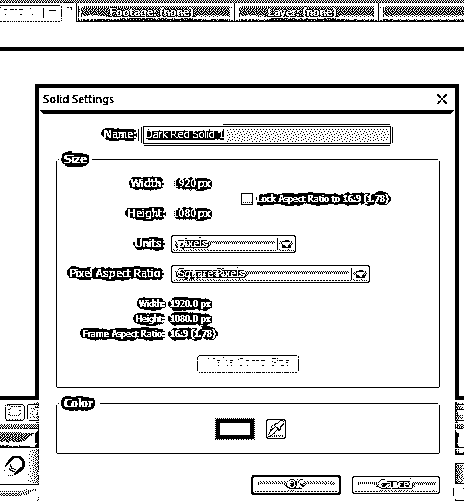 Footage: (none)
Layer: (none)
Solid Settings
Name: Dark Red Solid 1
Size
Width: 1920 px
Lock Aspect Ratio to 16:9 (1.78)
Height: 1080 px
Units: pixels
Pixel Aspect Ratio: Square Pixels
Width: 1920.0 px
Height: 1080.0 px
Frame Aspect Ratio: 16:9 (1.78)
Make Comp Size
Color
OK
Cancel